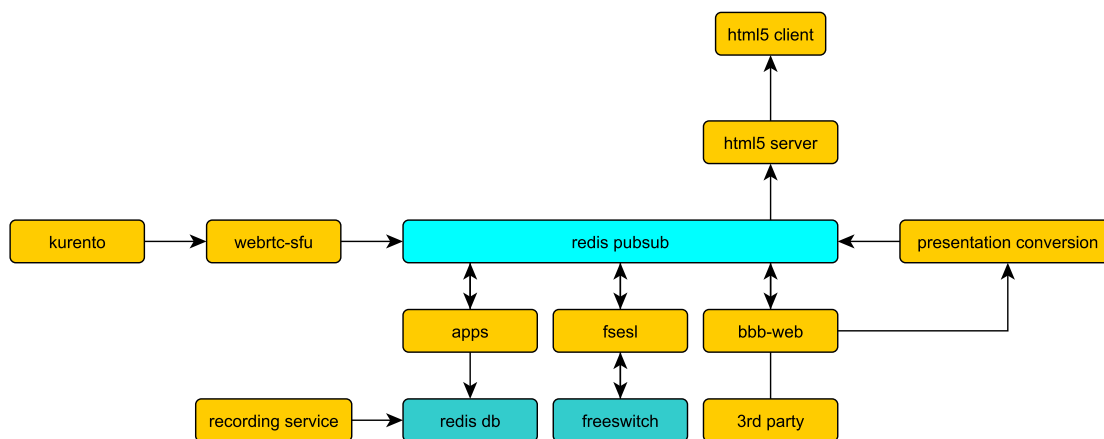 html5 client
html5 server
kurento
webrtc-sfu
redis pubsub
presentation conversion
apps
fsesl
bbb-web
recording service
redis db
freeswitch
3rd party